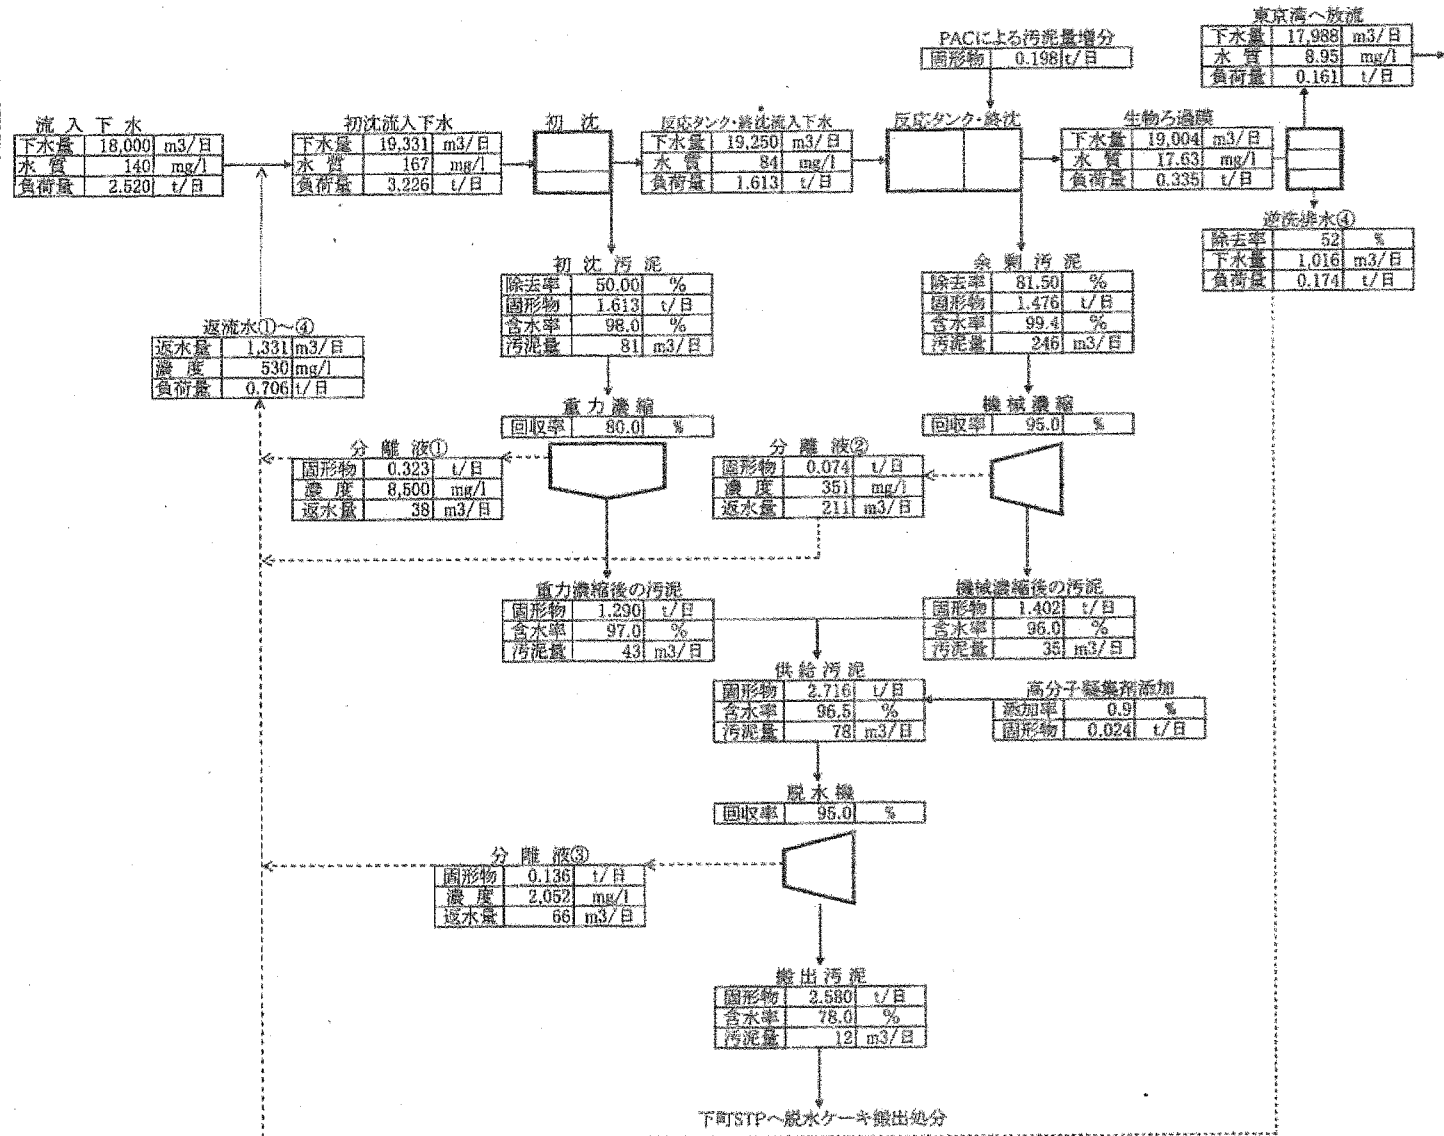 東京湾へ放流
下水量 17,988 m3/日
水 質 8.95 mg/l
負荷量 0.161 t/日
PACによる汚泥量増分
固形物 0.198 t/日
流 入 下 水
下水量 18,000 m3/日
水 質 140 mg/l
負荷量 2.520 t/日
初沈流入下水
下水量 19,331 m3/日
水 質 167 mg/l
負荷量 3.226 t/日
初 沈
反応タンク・終沈流入下水
下水量 19,250 m3/日
水 質 84 mg/l
負荷量 1.613 t/日
反応タンク・終沈
生物ろ過膜
下水量 19,004 m3/日
水 質 17.63 mg/l
負荷量 0.335 t/日
逆洗排水④
除去率 52 %
下水量 1,016 m3/日
負荷量 0.174 t/日
初 沈 汚 泥
除去率 50.00 %
固形物 1.613 t/日
含水率 98.0 %
汚泥量 81 m3/日
余 剰 汚 泥
除去率 81.50 %
固形物 1.476 t/日
含水率 99.4 %
汚泥量 246 m3/日
返流水①～④
返水量 1,331 m3/日
濃 度 530 mg/l
負荷量 0.706 t/日
重 力 濃 縮
回収率 80.0 %
機 械 濃 縮
回収率 95.0 %
分 離 液①
固形物 0.323 t/日
濃 度 8,500 mg/l
返水量 38 m3/日
分 離 液②
固形物 0.074 t/日
濃 度 351 mg/l
返水量 211 m3/日
重力濃縮後の汚泥
固形物 1.290 t/日
含水率 97.0 %
汚泥量 43 m3/日
機械濃縮後の汚泥
固形物 1.402 t/日
含水率 96.0 %
汚泥量 35 m3/日
供 給 汚 泥
固形物 2.716 t/日
含水率 96.5 %
汚泥量 78 m3/日
高分子凝集剤添加
添加率 0.9 %
固形物 0.024 t/日
脱 水 機
回収率 95.0 %
分 離 液③
固形物 0.136 t/日
濃 度 2,052 mg/l
返水量 66 m3/日
搬 出 汚 泥
固形物 2.580 t/日
含水率 78.0 %
汚泥量 12 m3/日
下町STPへ脱水ケーキ搬出処分